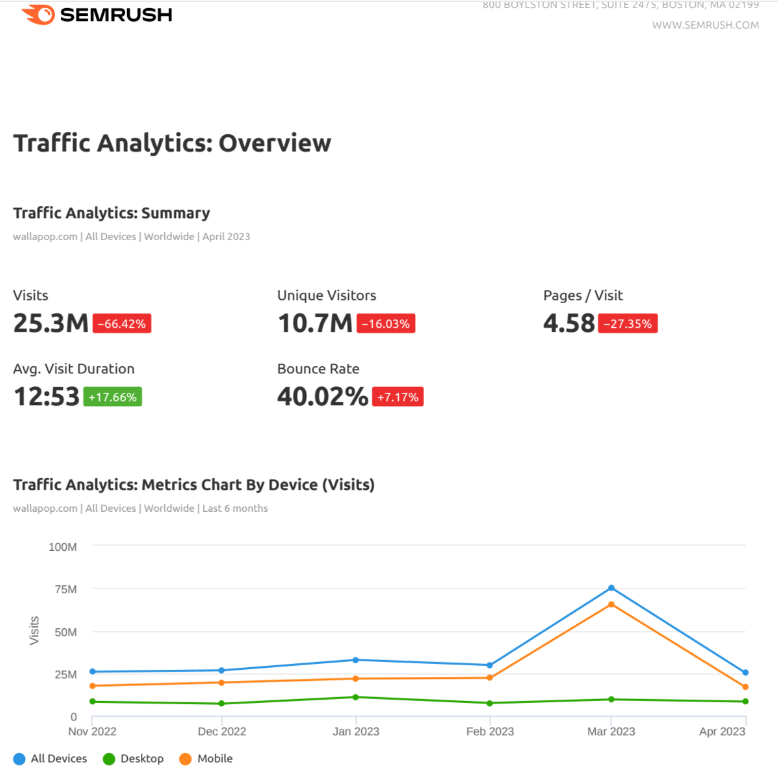 SEMRUSH
800 BOYLSTON STREET, SUITE 2475, BOSTON, MA 02199
WWW.SEMRUSH.COM
Traffic Analytics: Overview
Traffic Analytics: Summary
wallapop.com | All Devices | Worldwide | April 2023
Visits Unique Visitors Pages / Visit
25.3M −66.42% 10.7M −16.03% 4.58 −27.35%
Avg. Visit Duration Bounce Rate
12:53 +17.66% 40.02% +7.17%
Traffic Analytics: Metrics Chart By Device (Visits)
wallapop.com | All Devices | Worldwide | Last 6 months
100M
75M
Visits
50M
25M
0
Nov 2022 Dec 2022 Jan 2023 Feb 2023 Mar 2023 Apr 2023
All Devices Desktop Mobile